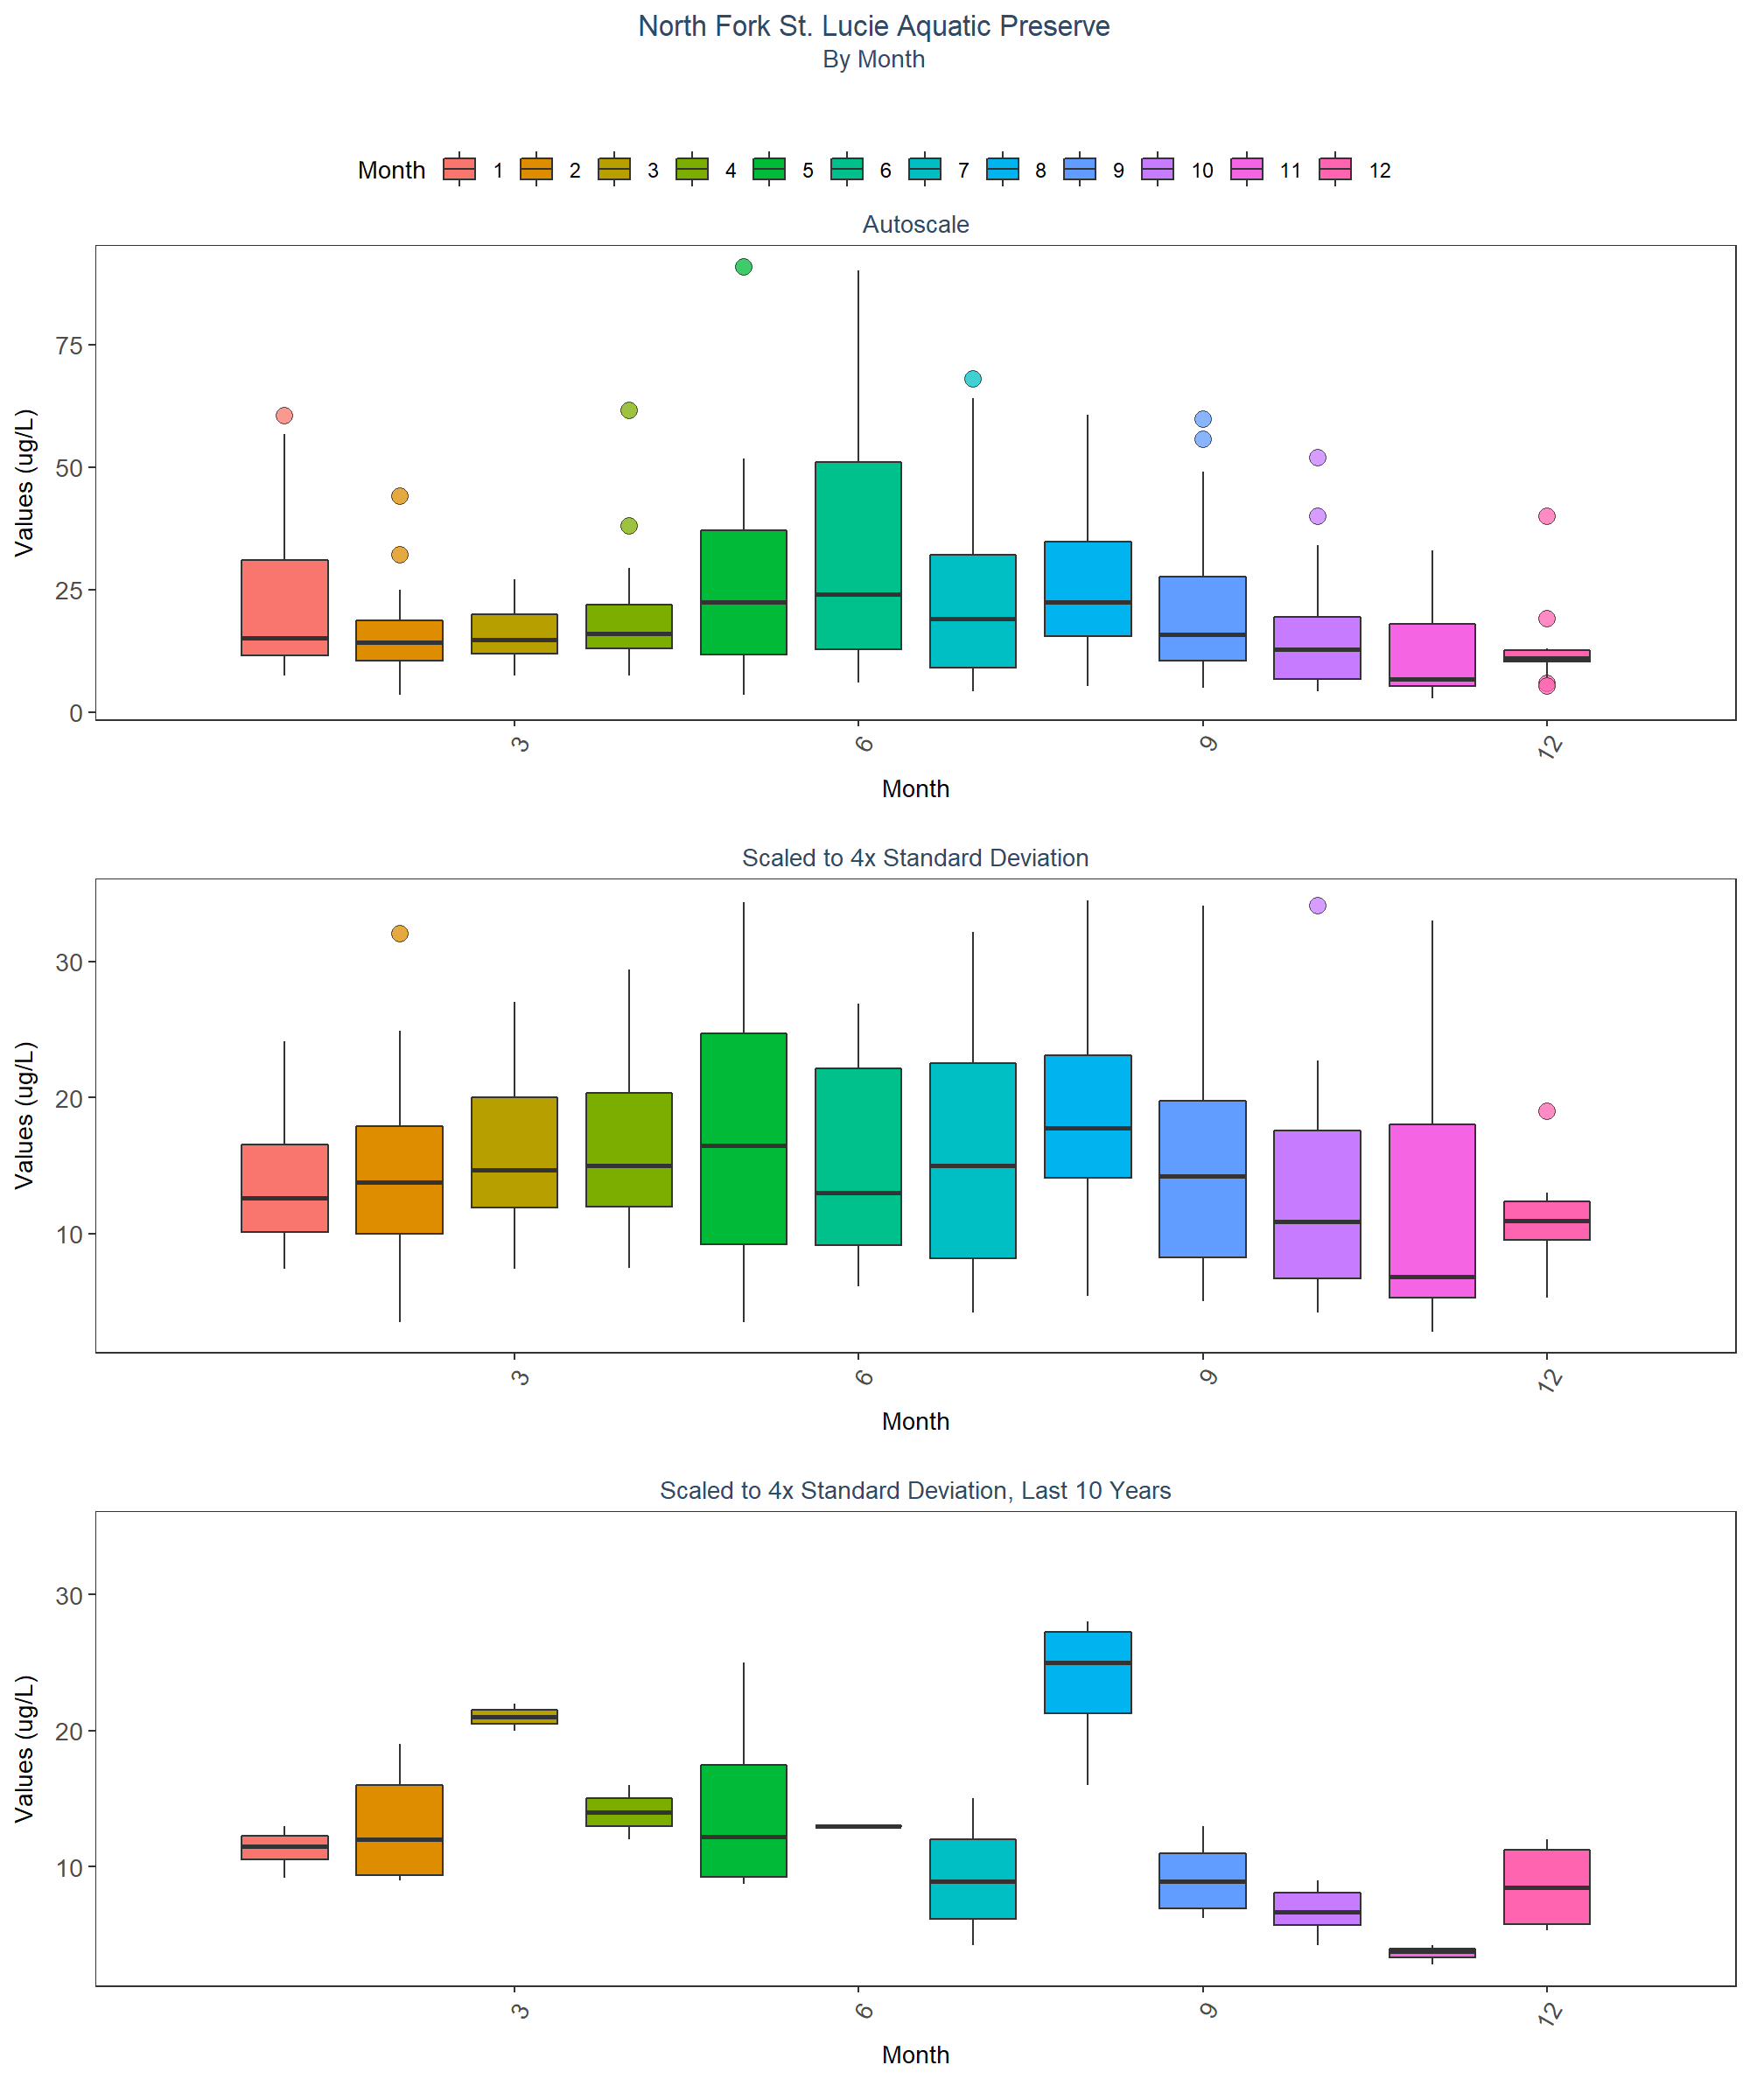 North Fork St. Lucie Aquatic Preserve
By Month
Month 1 2 3 4 5 6 7 8 9 10 11 12
Autoscale
Values (ug/L)
75
50
25
0
3 6 9 12
Month
Scaled to 4x Standard Deviation
Values (ug/L)
30
20
10
3 6 9 12
Month
Scaled to 4x Standard Deviation, Last 10 Years
Values (ug/L)
30
20
10
3 6 9 12
Month